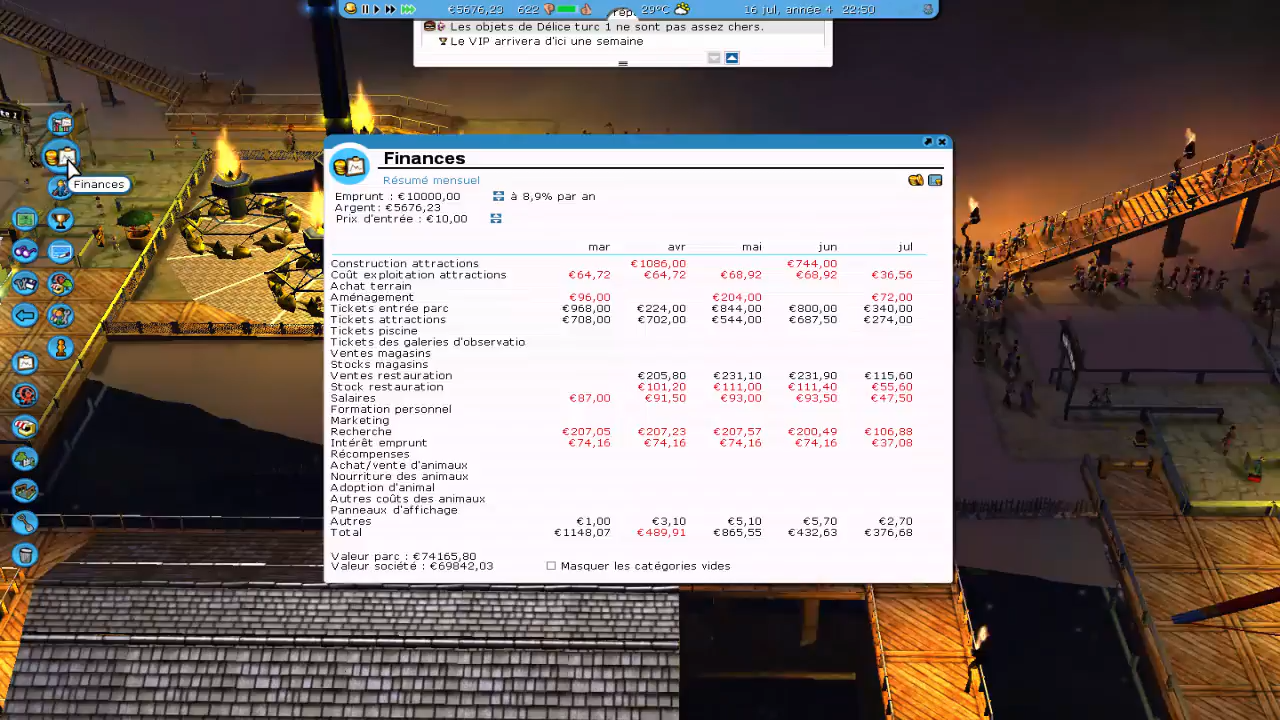 €5676,23 622 29°C 16 jul, année 4 22:50
Les objets de Délice turc 1 ne sont pas assez chers.
Le VIP arrivera d'ici une semaine
Finances
Finances
Résumé mensuel
Emprunt : €10000,00 à 8,9% par an
Argent: €5676,23
Prix d'entrée : €10,00
mar avr mai jun jul
Construction attractions €1086,00 €744,00
Coût exploitation attractions €64,72 €64,72 €68,92 €68,92 €36,56
Achat terrain
Aménagement €96,00 €204,00 €72,00
Tickets entrée parc €968,00 €224,00 €844,00 €800,00 €340,00
Tickets attractions €708,00 €702,00 €544,00 €687,50 €274,00
Tickets piscine
Tickets des galeries d'observatio
Ventes magasins
Stocks magasins
Ventes restauration €205,80 €231,10 €231,90 €115,60
Stock restauration €101,20 €111,00 €111,40 €55,60
Salaires €87,00 €91,50 €93,00 €93,50 €47,50
Formation personnel
Marketing
Recherche €207,05 €207,23 €207,57 €200,49 €106,88
Intérêt emprunt €74,16 €74,16 €74,16 €74,16 €37,08
Récompenses
Achat/vente d'animaux
Nourriture des animaux
Adoption d'animal
Autres coûts des animaux
Panneaux d'affichage
Autres €1,00 €3,10 €5,10 €5,70 €2,70
Total €1148,07 €489,91 €865,55 €432,63 €376,68
Valeur parc : €74165,80
Valeur société : €69842,03
Masquer les catégories vides